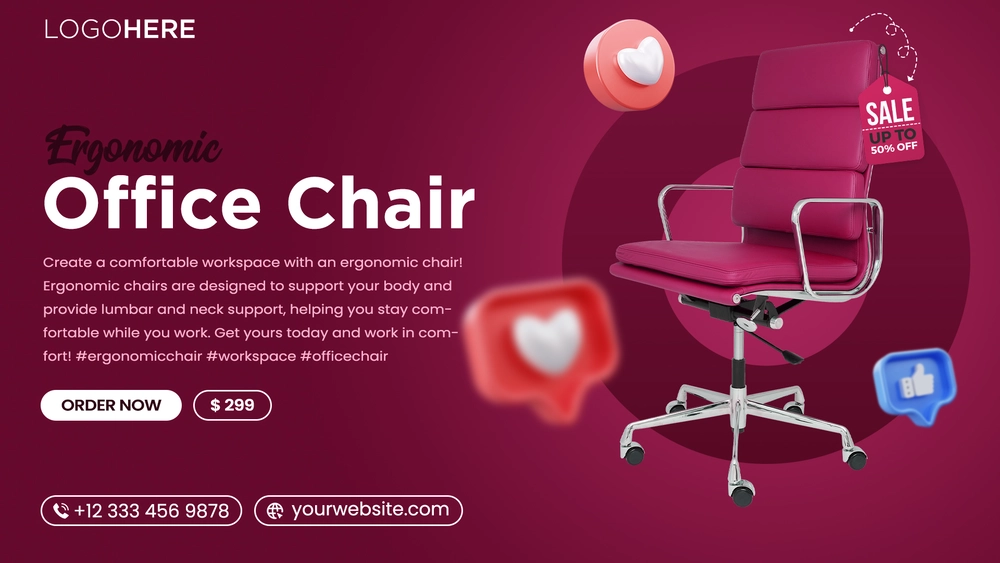 LOGOHERE
Ergonomic
Office Chair
Create a comfortable workspace with an ergonomic chair!
Ergonomic chairs are designed to support your body and
provide lumbar and neck support, helping you stay com-
fortable while you work. Get yours today and work in com-
fort! #ergonomicchair #workspace #officechair
ORDER NOW
$ 299
+12 333 456 9878
yourwebsite.com
SALE
UP TO
50% OFF